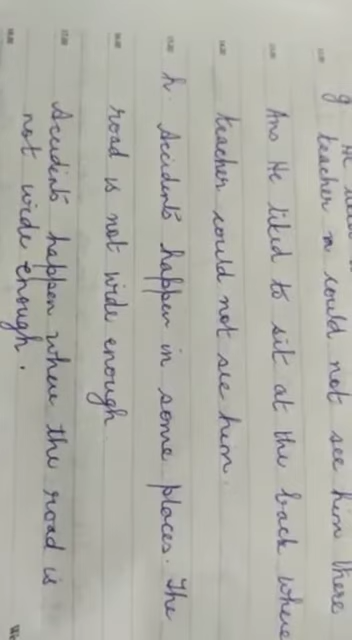 g. teacher could not see him there
Ans He liked to sit at the back where
teacher could not see him.
h. Accidents happen in some places. The
road is not wide enough.
Accidents happen where the road is
not wide enough.